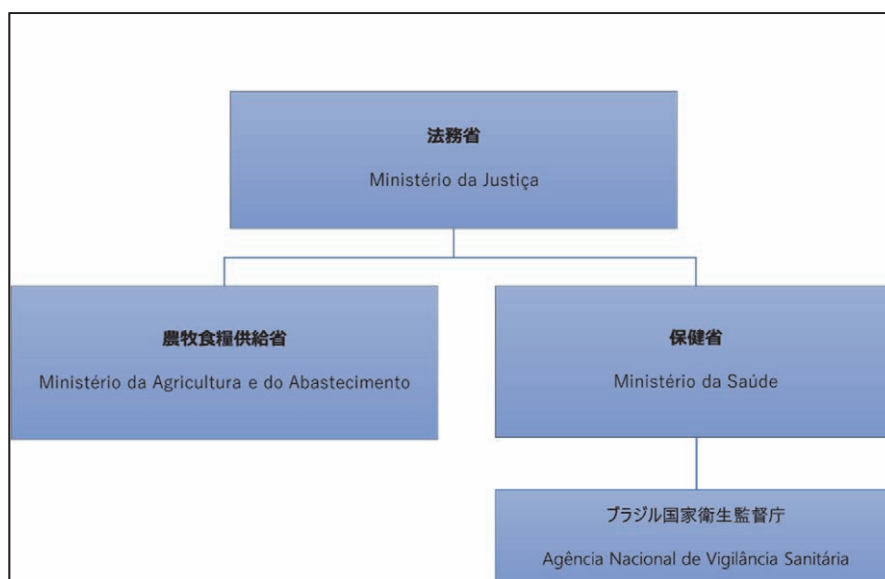 法務省
Ministério da Justiça
農牧食糧供給省
Ministério da Agricultura e do Abastecimento
保健省
Ministério da Saúde
ブラジル国家衛生監督庁
Agência Nacional de Vigilância Sanitária